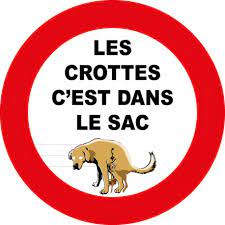 LES
CROTTES
C'EST DANS
LE SAC